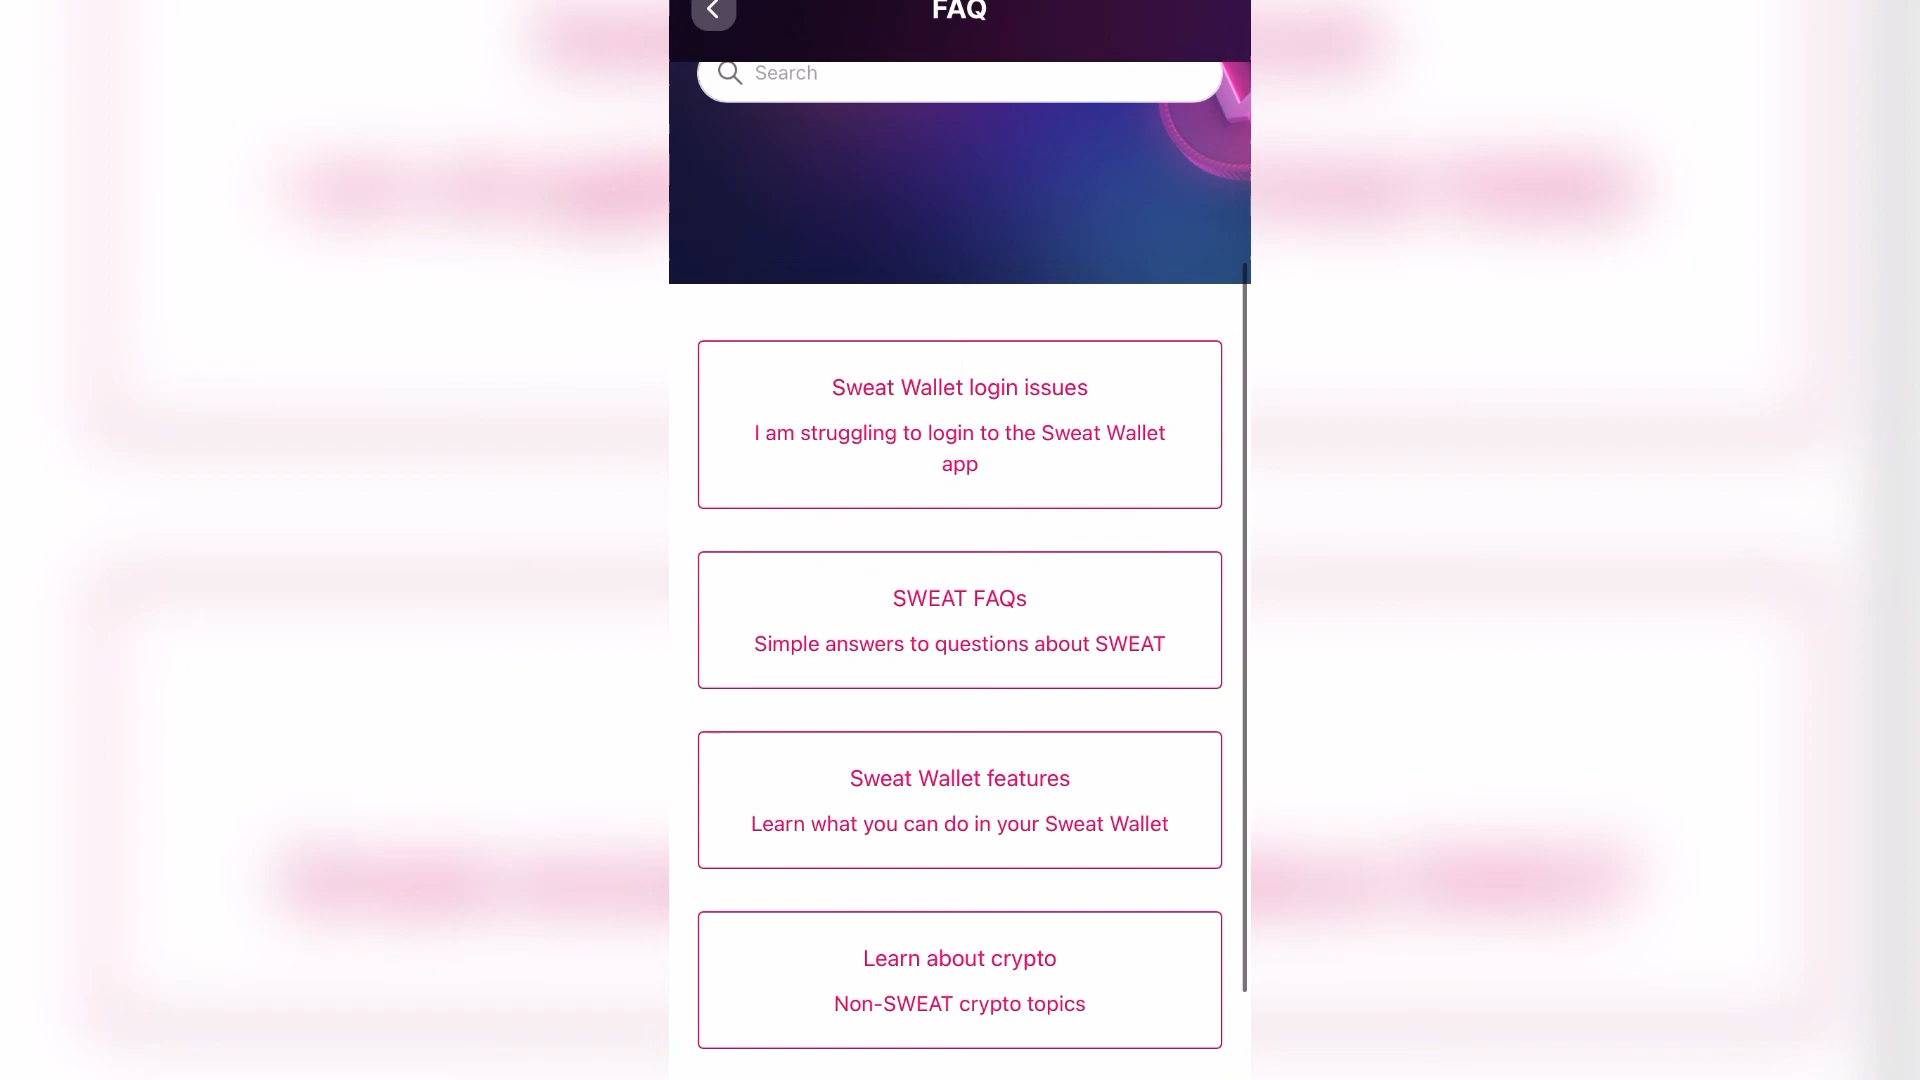 FAQ
Search
Sweat Wallet login issues
I am struggling to login to the Sweat Wallet
app
SWEAT FAQs
Simple answers to questions about SWEAT
Sweat Wallet features
Learn what you can do in your Sweat Wallet
Learn about crypto
Non-SWEAT crypto topics